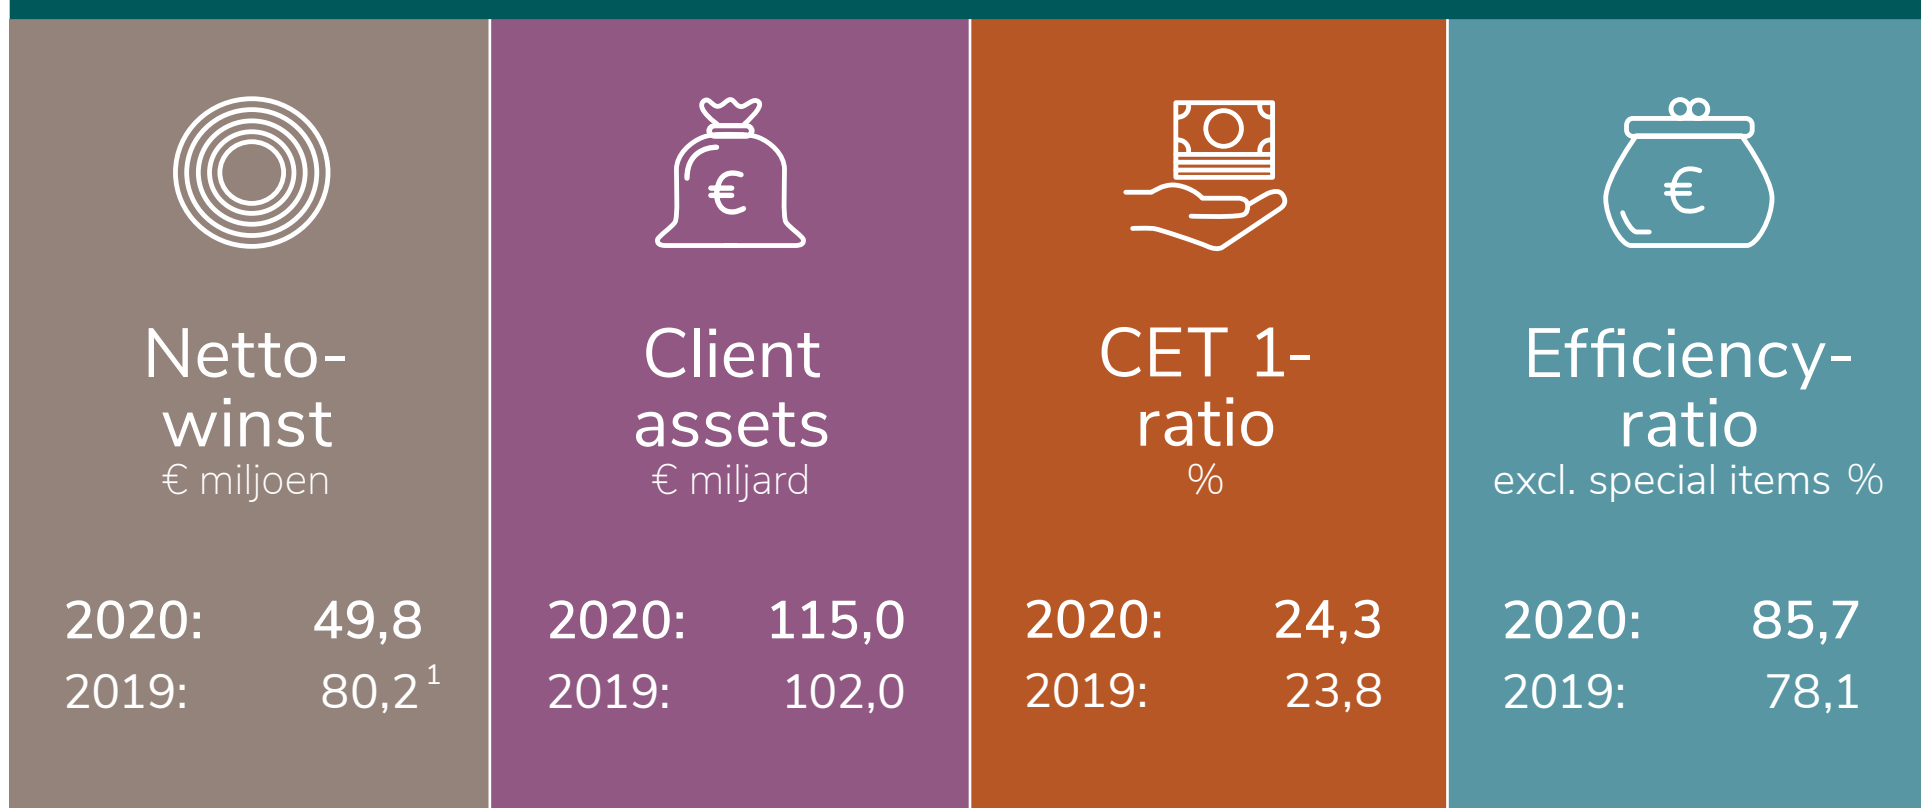 €
€
Netto-
winst
€ miljoen
2020: 49,8
2019: 80,2 1
Client
assets
€ miljard
2020: 115,0
2019: 102,0
CET 1-
ratio
%
2020: 24,3
2019: 23,8
Efficiency-
ratio
excl. special items %
2020: 85,7
2019: 78,1